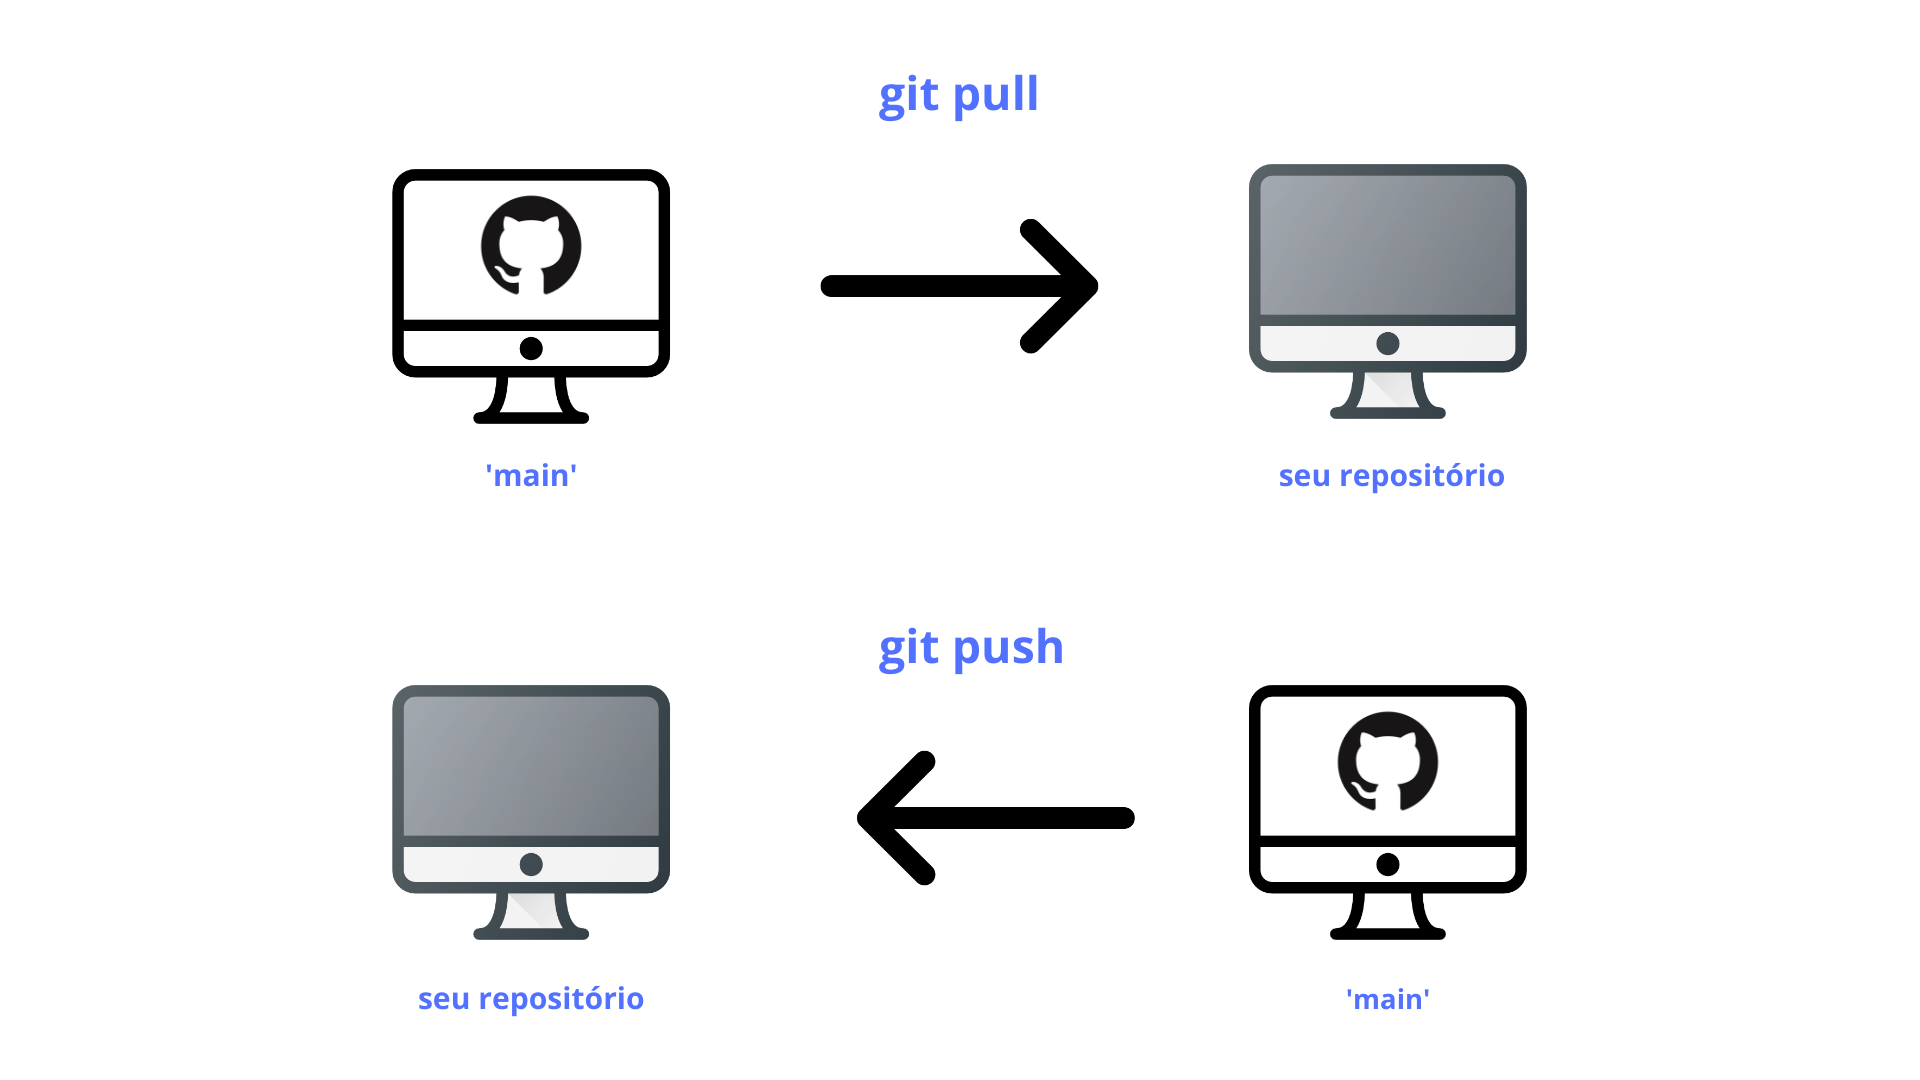 git pull
'main'
seu repositório
git push
seu repositório
'main'